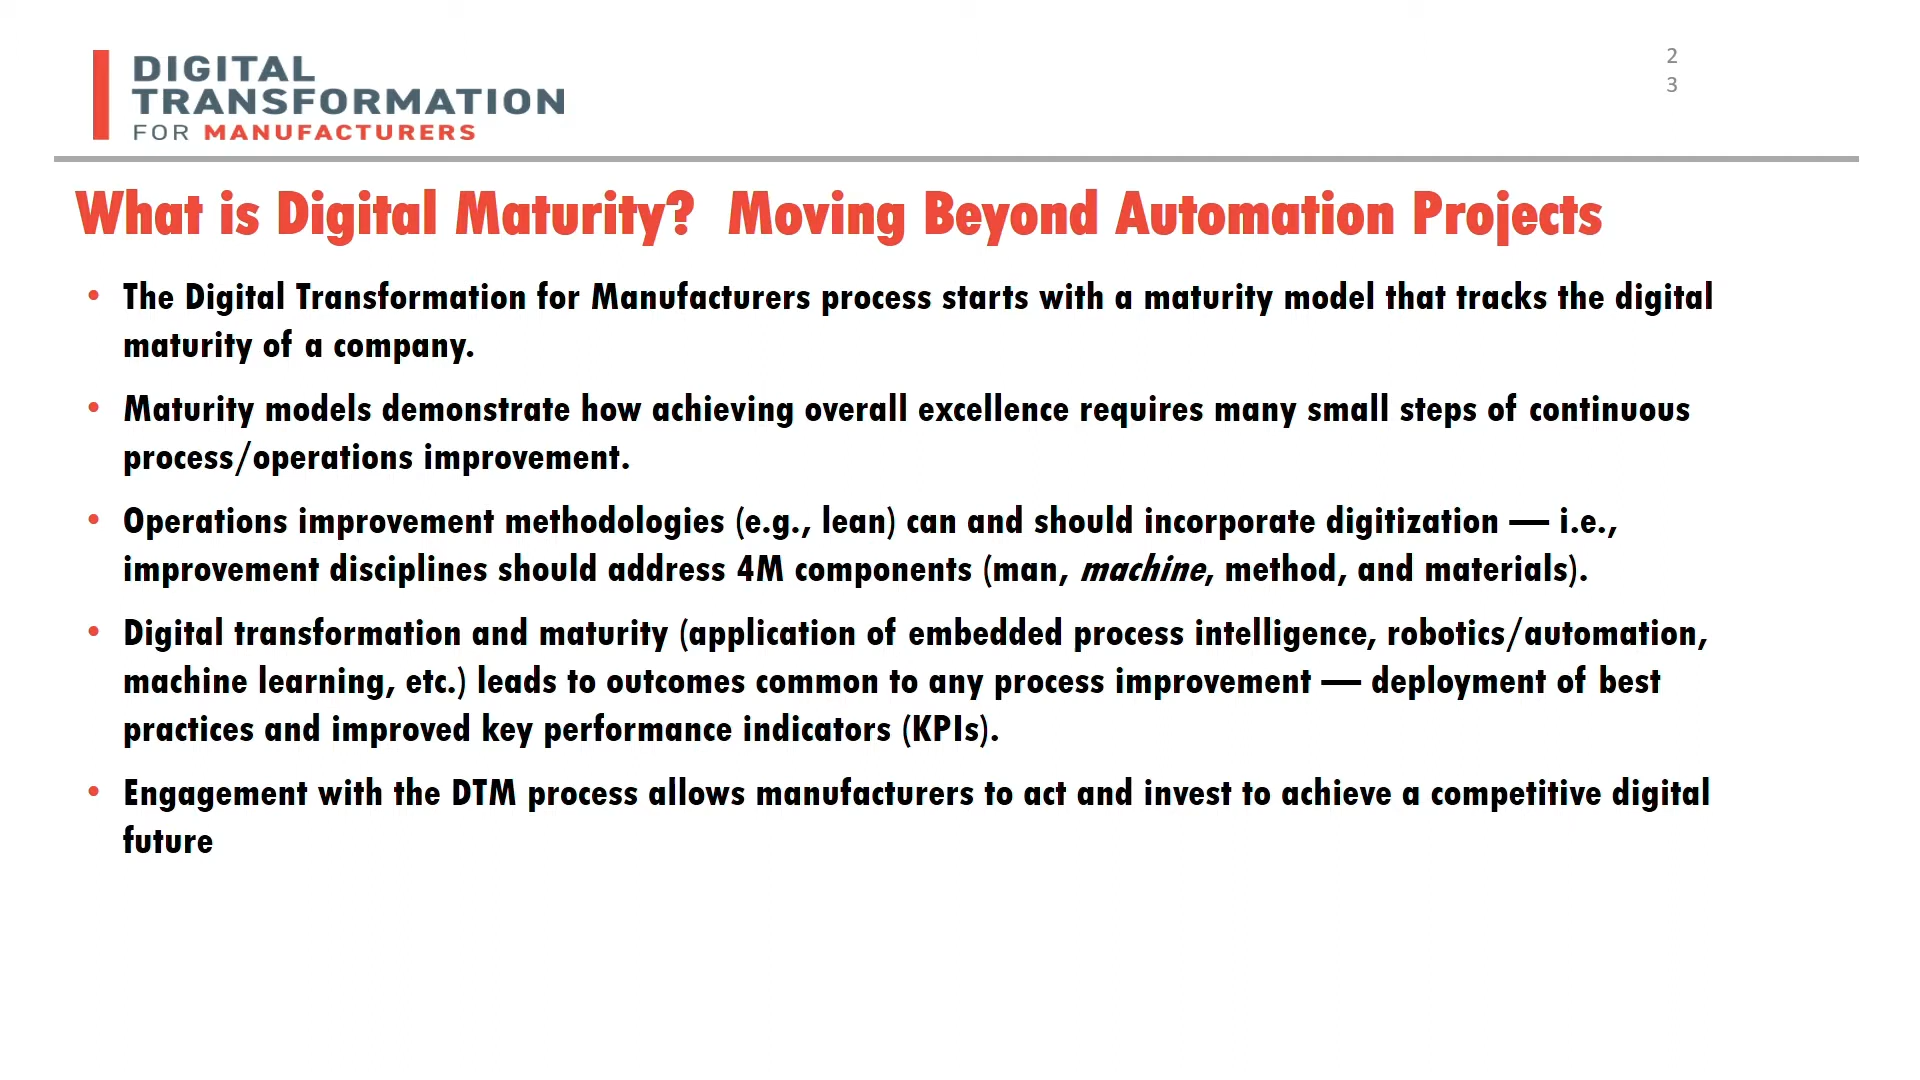 DIGITAL
TRANSFORMATION
FOR MANUFACTURERS
2
3
What is Digital Maturity?  Moving Beyond Automation Projects
• The Digital Transformation for Manufacturers process starts with a maturity model that tracks the digital
maturity of a company.
• Maturity models demonstrate how achieving overall excellence requires many small steps of continuous
process/operations improvement.
• Operations improvement methodologies (e.g., lean) can and should incorporate digitization — i.e.,
improvement disciplines should address 4M components (man, machine, method, and materials).
• Digital transformation and maturity (application of embedded process intelligence, robotics/automation,
machine learning, etc.) leads to outcomes common to any process improvement — deployment of best
practices and improved key performance indicators (KPIs).
• Engagement with the DTM process allows manufacturers to act and invest to achieve a competitive digital
future